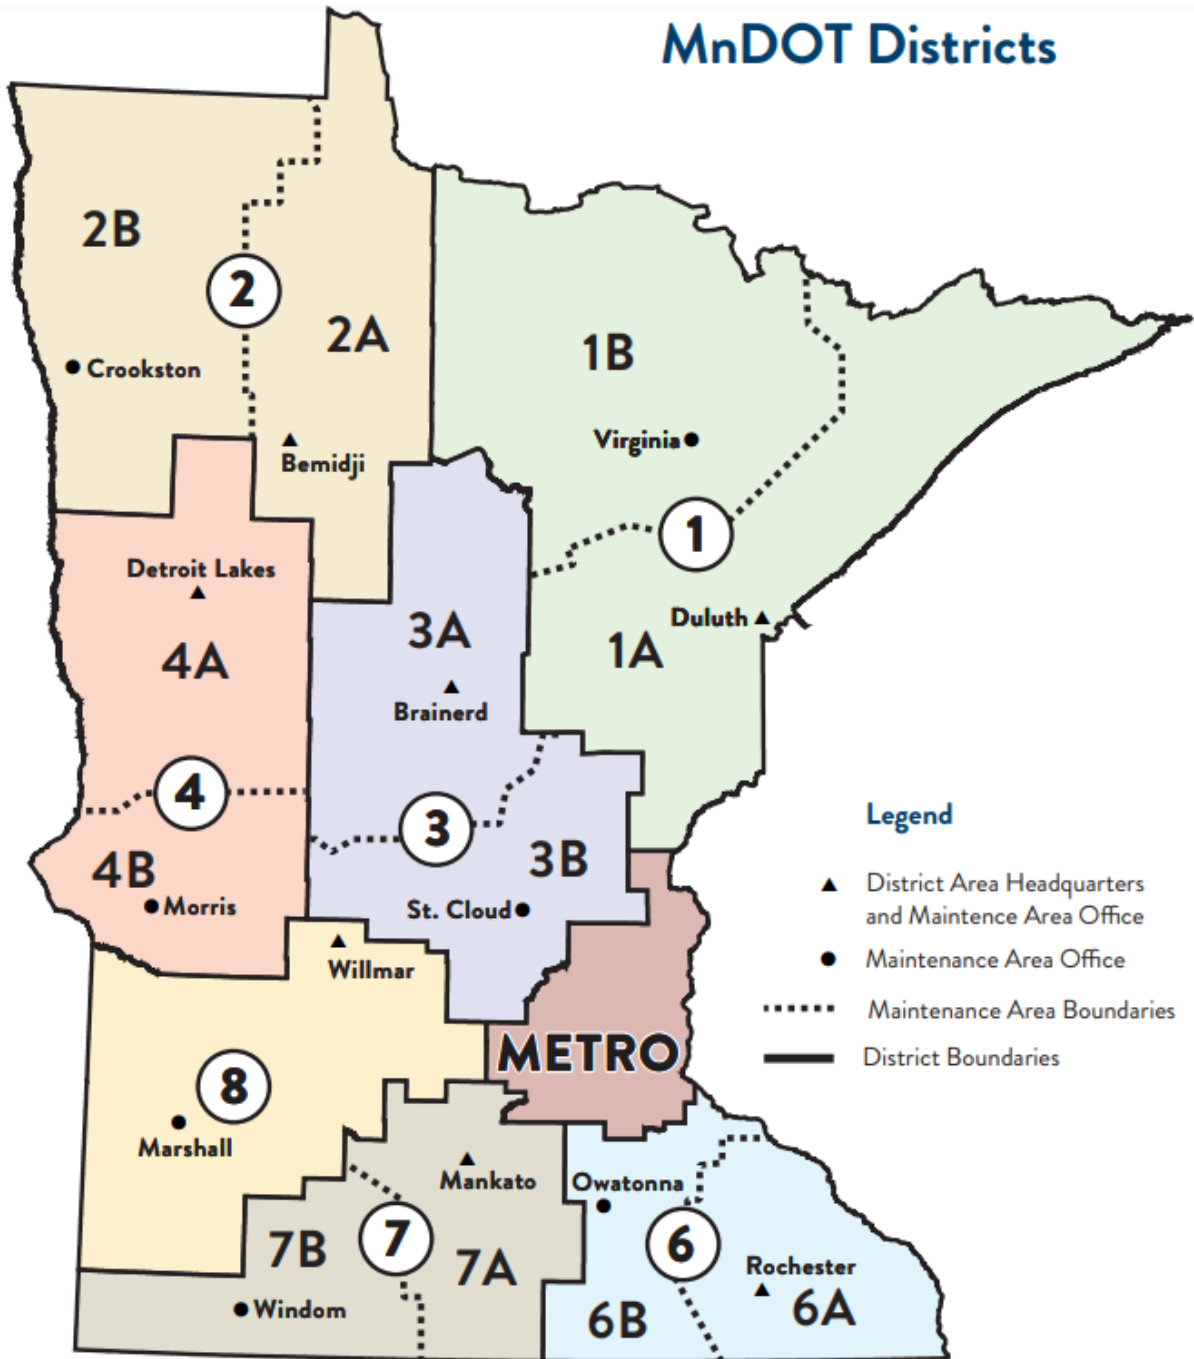 MnDOT Districts
2B
2
2A
Crookston
Bemidji
1B
Virginia
1
Duluth
1A
Detroit Lakes
4A
3A
Brainerd
4
3
4B
Morris
3B
St. Cloud
Willmar
METRO
8
Marshall
Mankato
7B
7
7A
Windom
Owatonna
6
Rochester
6B
6A
Legend
District Area Headquarters
and Maintence Area Office
Maintenance Area Office
Maintenance Area Boundaries
District Boundaries